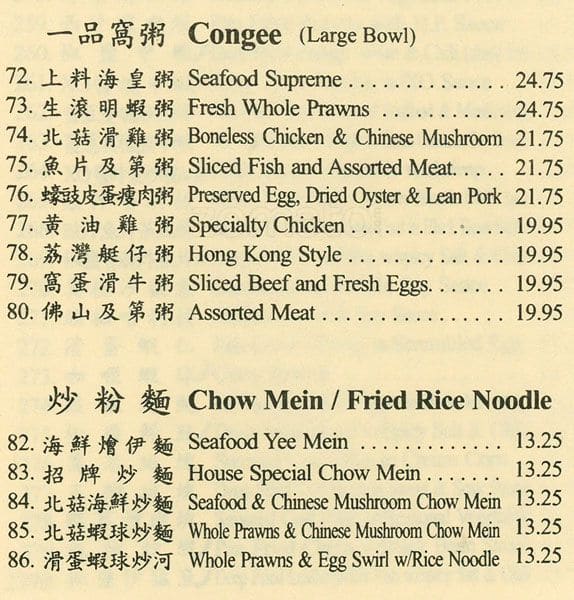 一品窩粥 Congee (Large Bowl)
72. 上料海皇粥 Seafood Supreme 24.75
73. 生滾明蝦粥 Fresh Whole Prawns 24.75
74. 北菇滑雞粥 Boneless Chicken & Chinese Mushroom 21.75
75. 魚片及第粥 Sliced Fish and Assorted Meat 21.75
76. 蠔豉皮蛋瘦肉粥 Preserved Egg, Dried Oyster & Lean Pork 21.75
77. 黄油雞粥 Specialty Chicken 19.95
78. 荔灣艇仔粥 Hong Kong Style 19.95
79. 窩蛋滑牛粥 Sliced Beef and Fresh Eggs 19.95
80. 佛山及第粥 Assorted Meat 19.95
炒粉麵 Chow Mein / Fried Rice Noodle
82. 海鮮燴伊麵 Seafood Yee Mein 13.25
83. 招牌炒麵 House Special Chow Mein 13.25
84. 北菇海鮮炒麵 Seafood & Chinese Mushroom Chow Mein 13.25
85. 北菇蝦球炒麵 Whole Prawns & Chinese Mushroom Chow Mein 13.25
86. 滑蛋蝦球炒河 Whole Prawns & Egg Swirl w/Rice Noodle 13.25